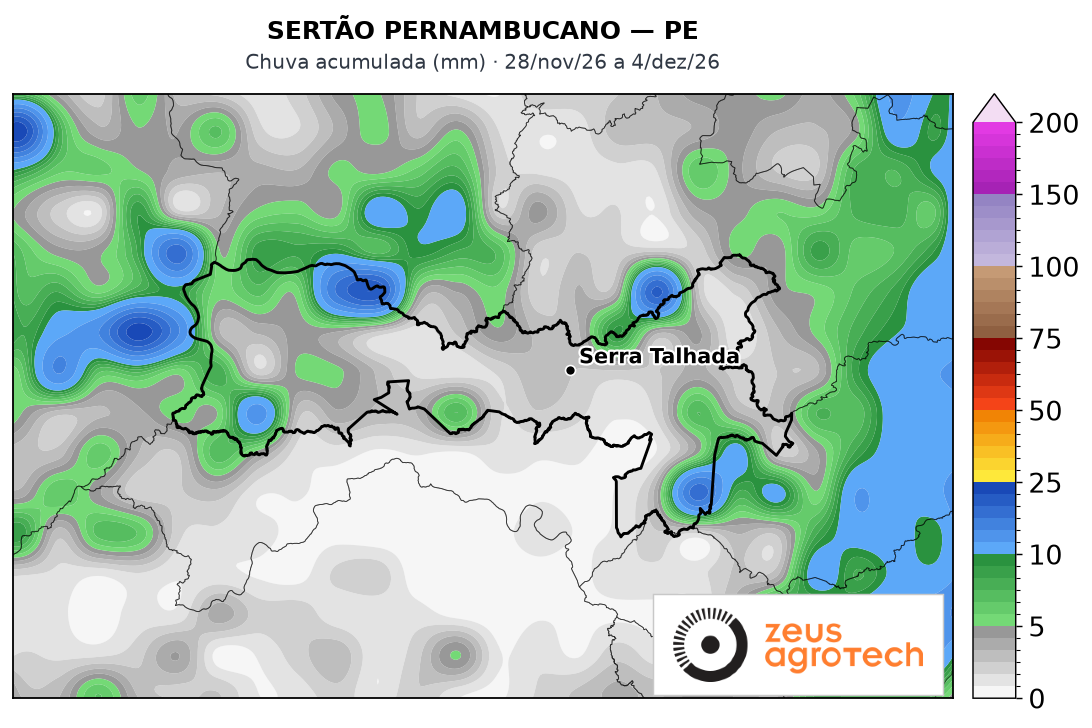 SERTÃO PERNAMBUCANO — PE
Chuva acumulada (mm) · 28/nov/26 a 4/dez/26
200
150
100
75
50
25
10
5
0
Serra Talhada
zeus
agrotech